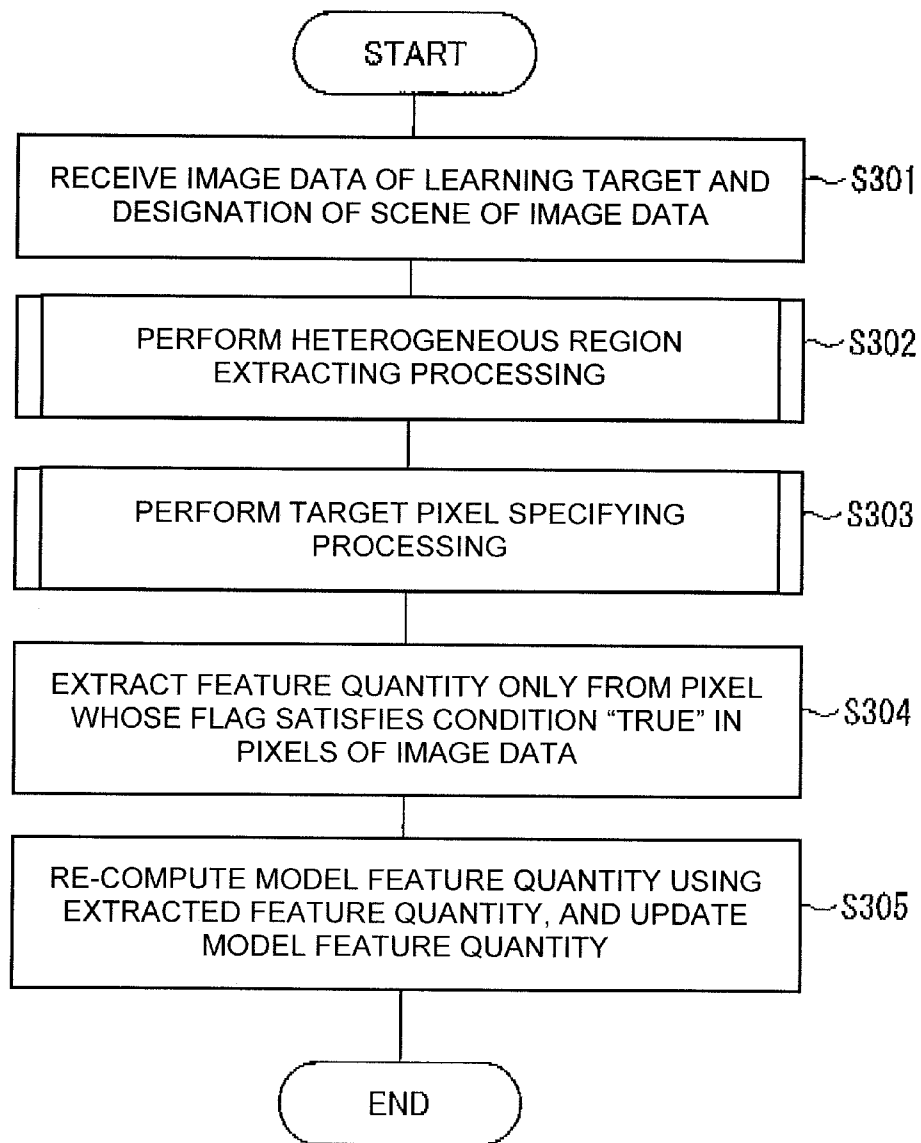 START
RECEIVE IMAGE DATA OF LEARNING TARGET AND
DESIGNATION OF SCENE OF IMAGE DATA
S301
PERFORM HETEROGENEOUS REGION
EXTRACTING PROCESSING
S302
PERFORM TARGET PIXEL SPECIFYING
PROCESSING
S303
EXTRACT FEATURE QUANTITY ONLY FROM PIXEL
WHOSE FLAG SATISFIES CONDITION “TRUE” IN
PIXELS OF IMAGE DATA
S304
RE-COMPUTE MODEL FEATURE QUANTITY USING
EXTRACTED FEATURE QUANTITY, AND UPDATE
MODEL FEATURE QUANTITY
S305
END